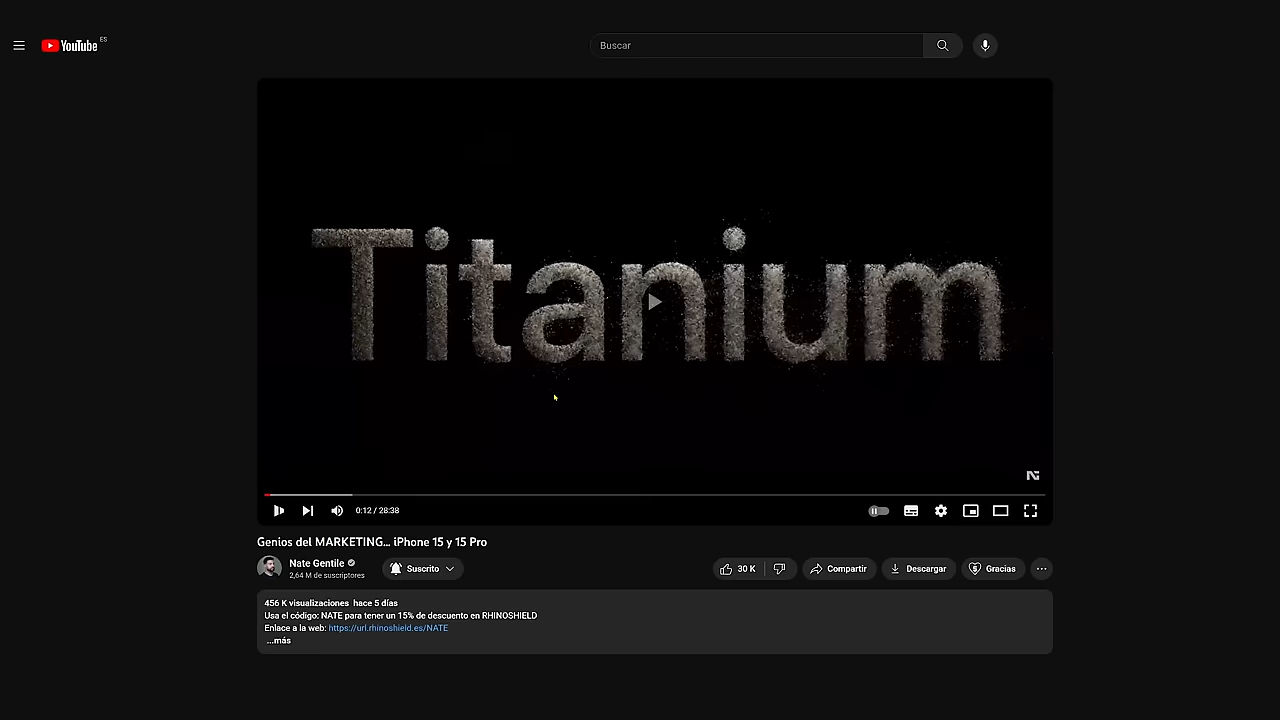 YouTube ES
Buscar
Titanium
0:12 / 28:38
Genios del MARKETING... iPhone 15 y 15 Pro
Nate Gentile
2,64 M de suscriptores
Suscrito
30 K
Compartir
Descargar
Gracias
456 K visualizaciones hace 5 días
Usa el código: NATE para tener un 15% de descuento en RHINOSHIELD
Enlace a la web: https://url.rhinoshield.es/NATE
...más